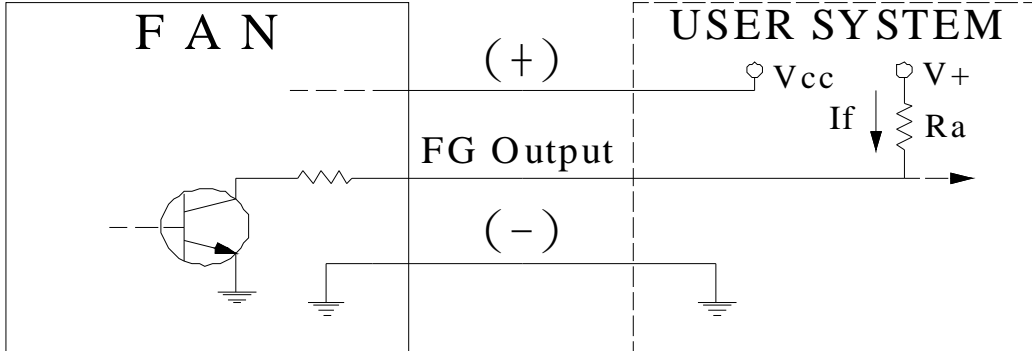 F A N
USER SYSTEM
(+)
Vcc
V+
If
Ra
FG Output
(-)